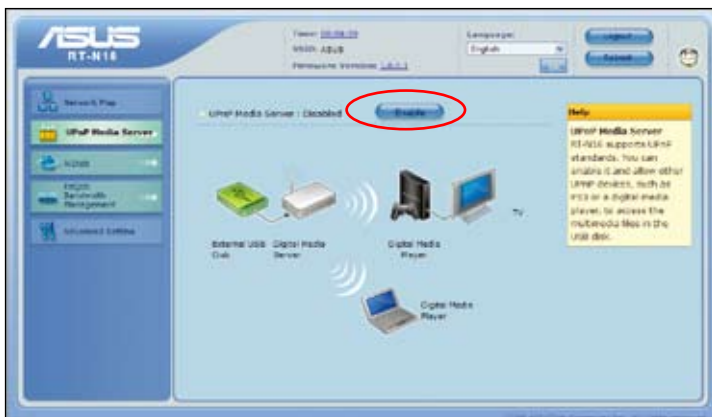 ASUS
RT-N16
SSID: ASUS
Firmware Version:
Language:
English
Logout
Reboot
Network Map
UPnP Media Server
AiDisk
EzQoS
Bandwidth
Management
Advanced Setting
UPnP Media Server : Disabled
Enable
External USB
Disk
Digital Media
Server
Digital Media
Player
TV
Digital Media
Player
Help
UPnP Media Server
RT-N16 supports UPnP
standards. You can
enable it and allow other
UPnP devices, such as
PS3 or a digital media
player, to access the
multimedia files in the
USB disk.